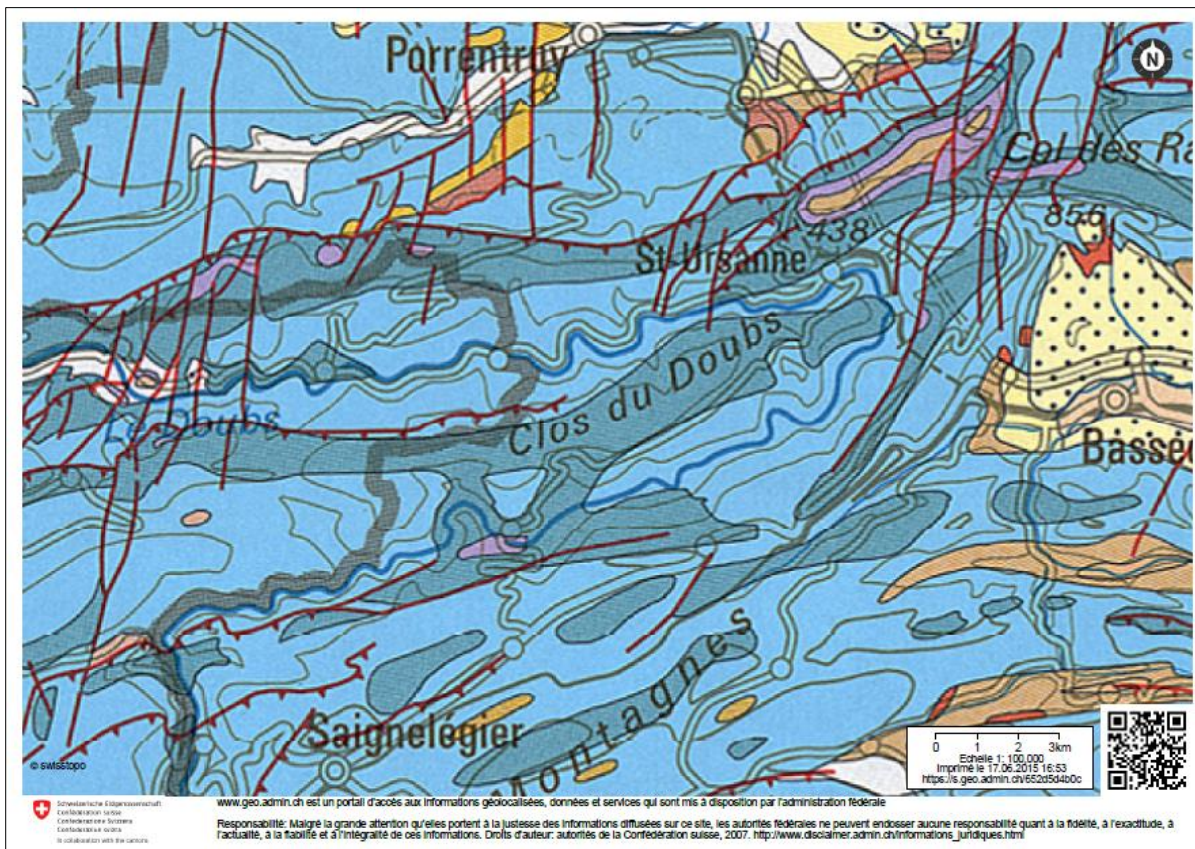 Porrentruy
N
Col des Ra
856
438
St-Ursanne
Clos du Doubs
Le Doubs
Bassec
Montagnes
Saignelégier
© swisstopo
0 1 2 3km
Echelle 1: 100,000
Imprimé le 17.06.2015 16:53
https://s.geo.admin.ch/652d5d4b0c
Schweizerische Eidgenossenschaft
Confédération suisse
Confederazione Svizzera
Confederaziun svizra
In collaboration with the cantons
www.geo.admin.ch est un portail d'accès aux informations géolocalisées, données et services qui sont mis à disposition par l'administration fédérale
Responsabilité: Malgré la grande attention qu'elles portent à la justesse des informations diffusées sur ce site, les autorités fédérales ne peuvent endosser aucune responsabilité quant à la fidélité, à l'exactitude, à
l'actualité, à la fiabilité et à l'intégralité de ces informations. Droits d'auteur: autorités de la Confédération suisse, 2007. http://www.disclaimer.admin.ch/informations_juridiques.html